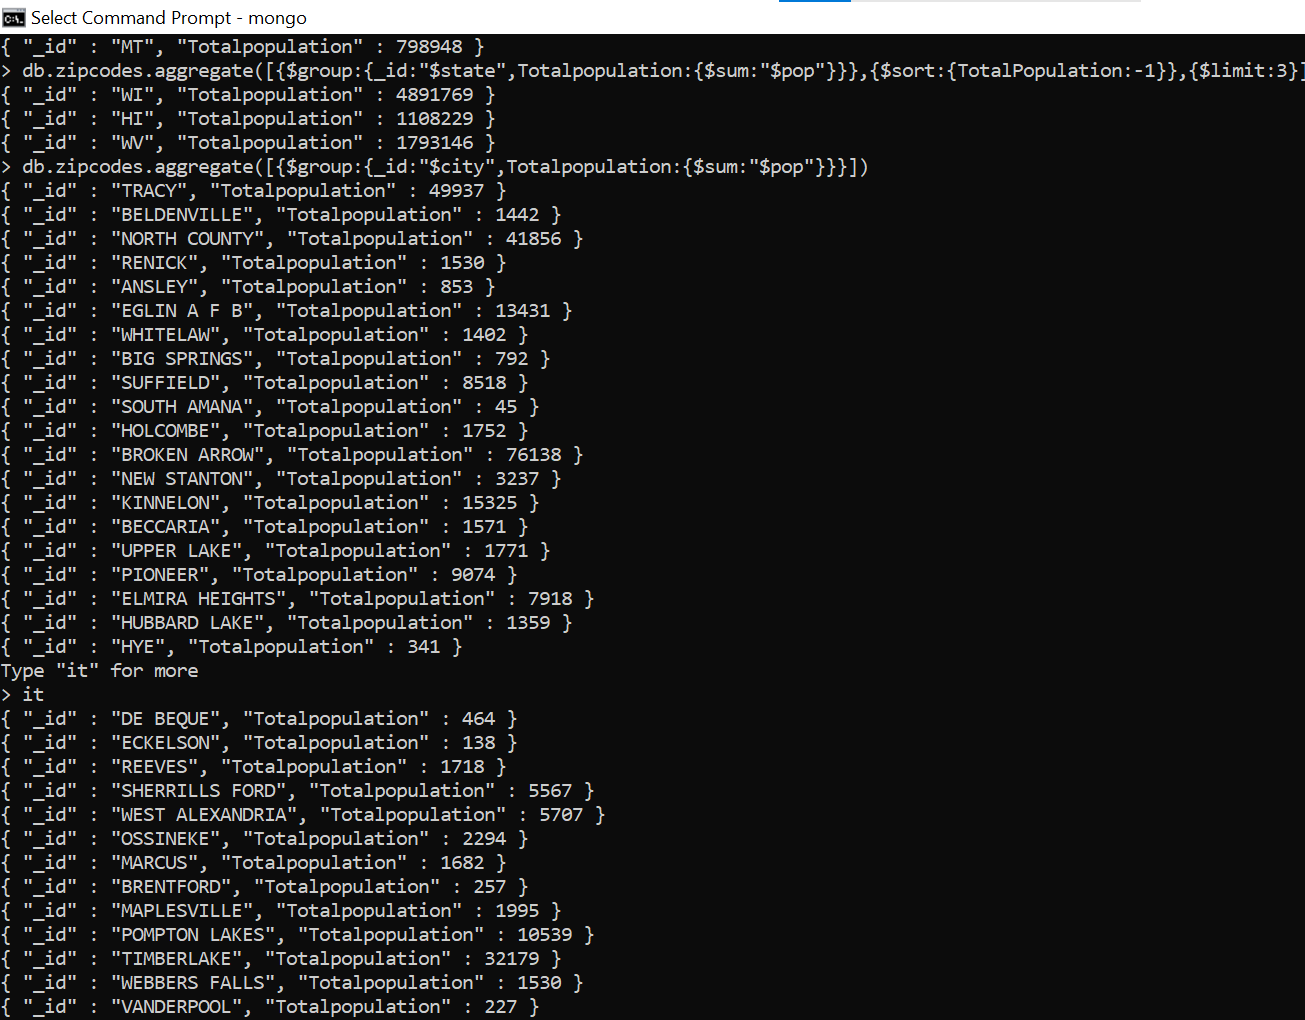 Select Command Prompt - mongo
{ "_id" : "MT", "Totalpopulation" : 798948 }
> db.zipcodes.aggregate([{$group:{_id:"$state",Totalpopulation:{$sum:"$pop"}}},{$sort:{TotalPopulation:-1}},{$limit:3}]
{ "_id" : "WI", "Totalpopulation" : 4891769 }
{ "_id" : "HI", "Totalpopulation" : 1108229 }
{ "_id" : "WV", "Totalpopulation" : 1793146 }
> db.zipcodes.aggregate([{$group:{_id:"$city",Totalpopulation:{$sum:"$pop"}}}])
{ "_id" : "TRACY", "Totalpopulation" : 49937 }
{ "_id" : "BELDENVILLE", "Totalpopulation" : 1442 }
{ "_id" : "NORTH COUNTY", "Totalpopulation" : 41856 }
{ "_id" : "RENICK", "Totalpopulation" : 1530 }
{ "_id" : "ANSLEY", "Totalpopulation" : 853 }
{ "_id" : "EGLIN A F B", "Totalpopulation" : 13431 }
{ "_id" : "WHITELAW", "Totalpopulation" : 1402 }
{ "_id" : "BIG SPRINGS", "Totalpopulation" : 792 }
{ "_id" : "SUFFIELD", "Totalpopulation" : 8518 }
{ "_id" : "SOUTH AMANA", "Totalpopulation" : 45 }
{ "_id" : "HOLCOMBE", "Totalpopulation" : 1752 }
{ "_id" : "BROKEN ARROW", "Totalpopulation" : 76138 }
{ "_id" : "NEW STANTON", "Totalpopulation" : 3237 }
{ "_id" : "KINNELON", "Totalpopulation" : 15325 }
{ "_id" : "BECCARIA", "Totalpopulation" : 1571 }
{ "_id" : "UPPER LAKE", "Totalpopulation" : 1771 }
{ "_id" : "PIONEER", "Totalpopulation" : 9074 }
{ "_id" : "ELMIRA HEIGHTS", "Totalpopulation" : 7918 }
{ "_id" : "HUBBARD LAKE", "Totalpopulation" : 1359 }
{ "_id" : "HYE", "Totalpopulation" : 341 }
Type "it" for more
> it
{ "_id" : "DE BEQUE", "Totalpopulation" : 464 }
{ "_id" : "ECKELSON", "Totalpopulation" : 138 }
{ "_id" : "REEVES", "Totalpopulation" : 1718 }
{ "_id" : "SHERRILLS FORD", "Totalpopulation" : 5567 }
{ "_id" : "WEST ALEXANDRIA", "Totalpopulation" : 5707 }
{ "_id" : "OSSINEKE", "Totalpopulation" : 2294 }
{ "_id" : "MARCUS", "Totalpopulation" : 1682 }
{ "_id" : "BRENTFORD", "Totalpopulation" : 257 }
{ "_id" : "MAPLESVILLE", "Totalpopulation" : 1995 }
{ "_id" : "POMPTON LAKES", "Totalpopulation" : 10539 }
{ "_id" : "TIMBERLAKE", "Totalpopulation" : 32179 }
{ "_id" : "WEBBERS FALLS", "Totalpopulation" : 1530 }
{ "_id" : "VANDERPOOL", "Totalpopulation" : 227 }